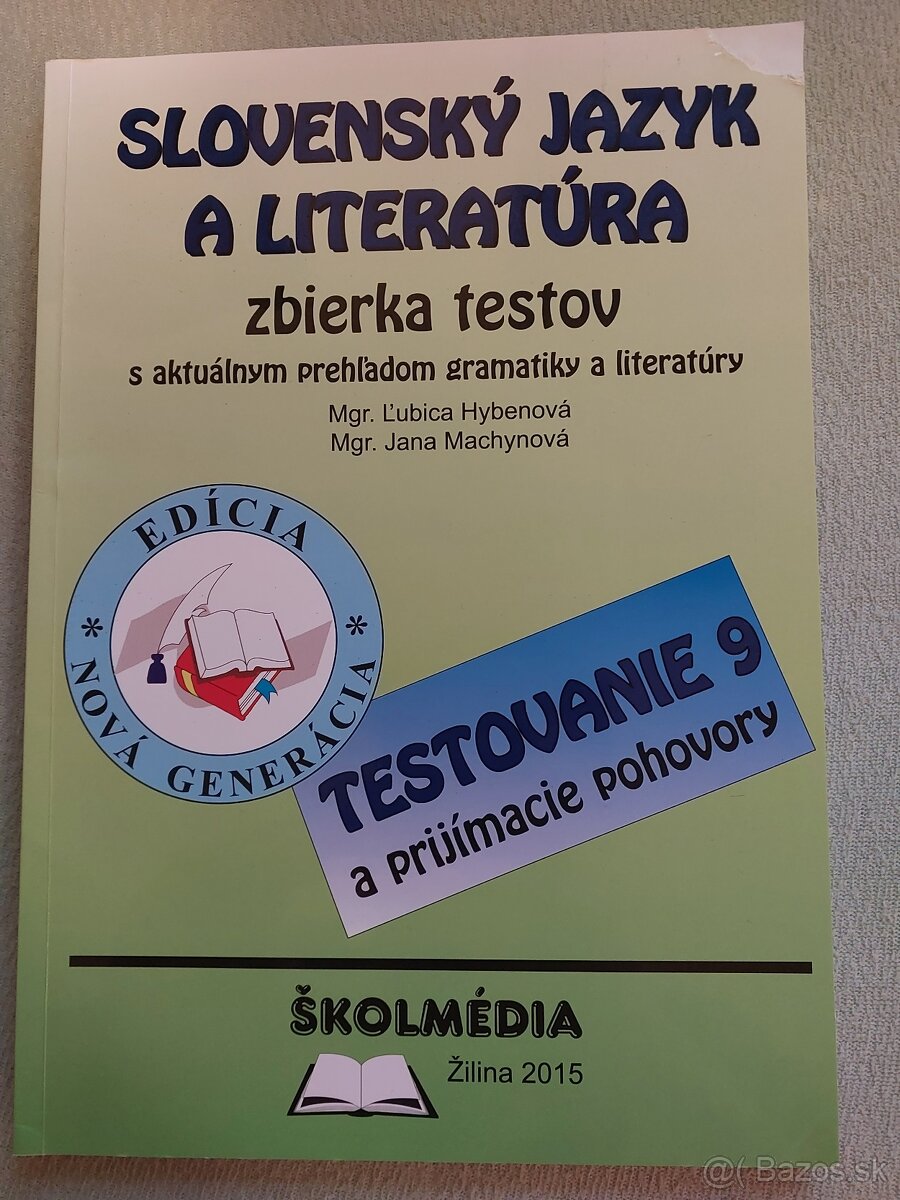 SLOVENSKÝ JAZYK
A LITERATÚRA
zbierka testov
s aktuálnym prehľadom gramatiky a literatúry
Mgr. Ľubica Hybenová
Mgr. Jana Machynová
EDÍCIA
* NOVÁ GENERÁCIA *
TESTOVANIE 9
a prijímacie pohovory
ŠKOLMÉDIA
Žilina 2015
@( Bazos.sk